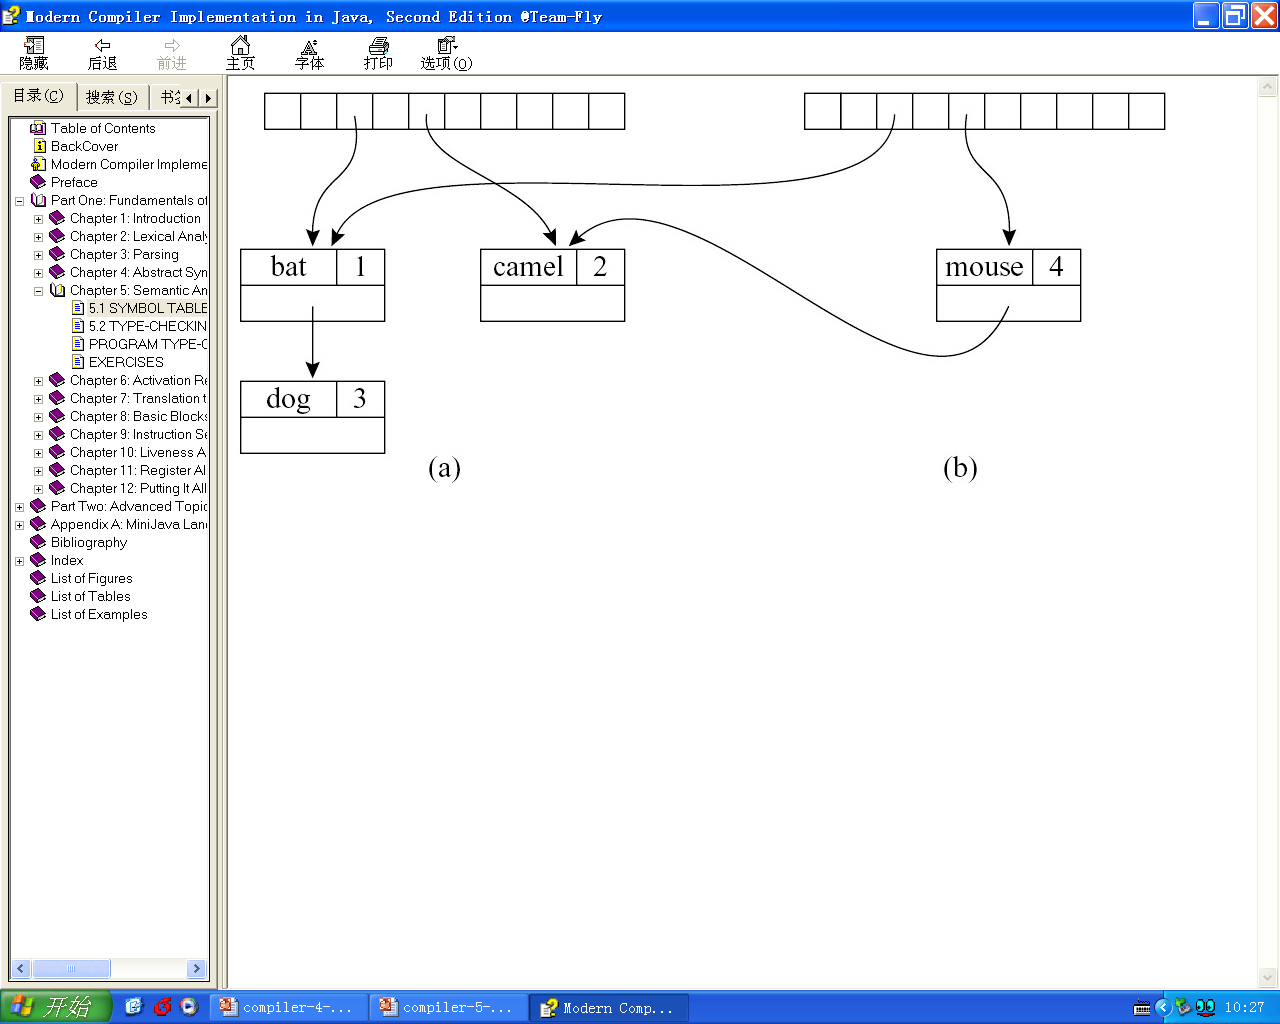 Modern Compiler Implementation in Java, Second Edition @Team-Fly
隐藏 后退 前进 主页 字体 打印 选项(O)
目录(C) 搜索(S)
Table of Contents
BackCover
Modern Compiler Impleme
Preface
Part One: Fundamentals of
Chapter 1: Introduction
Chapter 2: Lexical Analy
Chapter 3: Parsing
Chapter 4: Abstract Syn
Chapter 5: Semantic An
5.1 SYMBOL TABLE
5.2 TYPE-CHECKIN
PROGRAM TYPE-C
EXERCISES
Chapter 6: Activation Re
Chapter 7: Translation t
Chapter 8: Basic Blocks
Chapter 9: Instruction Se
Chapter 10: Liveness A
Chapter 11: Register Al
Chapter 12: Putting It All
Part Two: Advanced Topic
Appendix A: MiniJava Lan
Bibliography
Index
List of Figures
List of Tables
List of Examples
bat 1 camel 2 mouse 4
dog 3
(a) (b)
开始 compiler-4-... compiler-5-... Modern Comp... 10:27